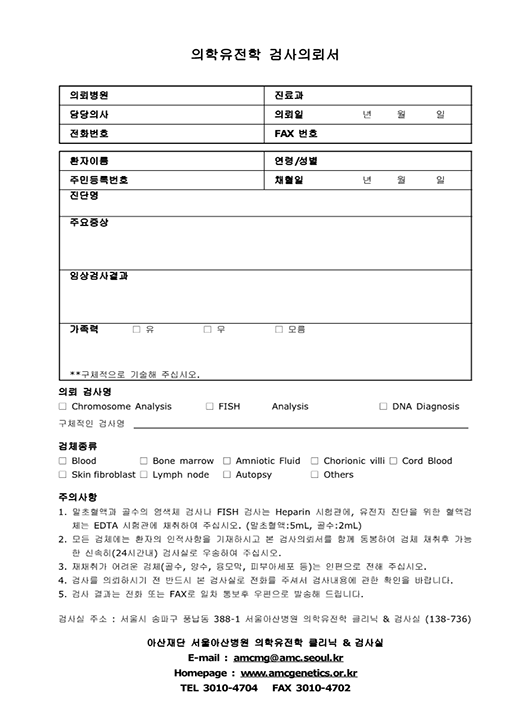 의학유전학 검사의뢰서
의뢰병원 진료과
담당의사 의뢰일 년 월 일
전화번호 FAX 번호
환자이름 연령/성별
주민등록번호 채혈일 년 월 일
진단명
주요증상
임상검사결과
가족력 □ 유 □ 무 □ 모름
**구체적으로 기술해 주십시오.
의뢰 검사명
□ Chromosome Analysis □ FISH Analysis □ DNA Diagnosis
구체적인 검사명
검체종류
□ Blood □ Bone marrow □ Amniotic Fluid □ Chorionic villi □ Cord Blood
□ Skin fibroblast □ Lymph node □ Autopsy □ Others
주의사항
1. 말초혈액과 골수의 염색체 검사나 FISH 검사는 Heparin 시험관에, 유전자 진단을 위한 혈액검
체는 EDTA 시험관에 채취하여 주십시오. (말초혈액:5mL, 골수:2mL)
2. 모든 검체에는 환자의 인적사항을 기재하시고 본 검사의뢰서를 함께 동봉하여 검체 채취후 가능
한 신속히(24시간내) 검사실로 우송하여 주십시오.
3. 재채취가 어려운 검체(골수, 양수, 융모막, 피부아세포 등)는 인편으로 전해 주십시오.
4. 검사를 의뢰하시기 전 반드시 본 검사실로 전화를 주셔서 검사내용에 관한 확인을 바랍니다.
5. 검사 결과는 전화 또는 FAX로 일차 통보후 우편으로 발송해 드립니다.
검사실 주소 : 서울시 송파구 풍납동 388-1 서울아산병원 의학유전학 클리닉 & 검사실 (138-736)
아산재단 서울아산병원 의학유전학 클리닉 & 검사실
E-mail : amcmg@amc.seoul.kr
Homepage : www.amcgenetics.or.kr
TEL 3010-4704 FAX 3010-4702